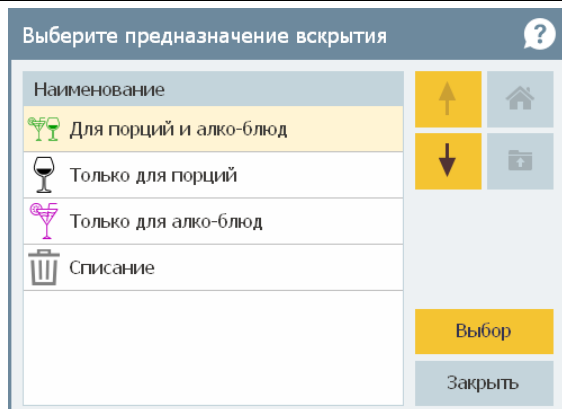 Выберите предназначение вскрытия
?
Наименование
Для порций и алко-блюд
Только для порций
Только для алко-блюд
Списание
Выбор
Закрыть